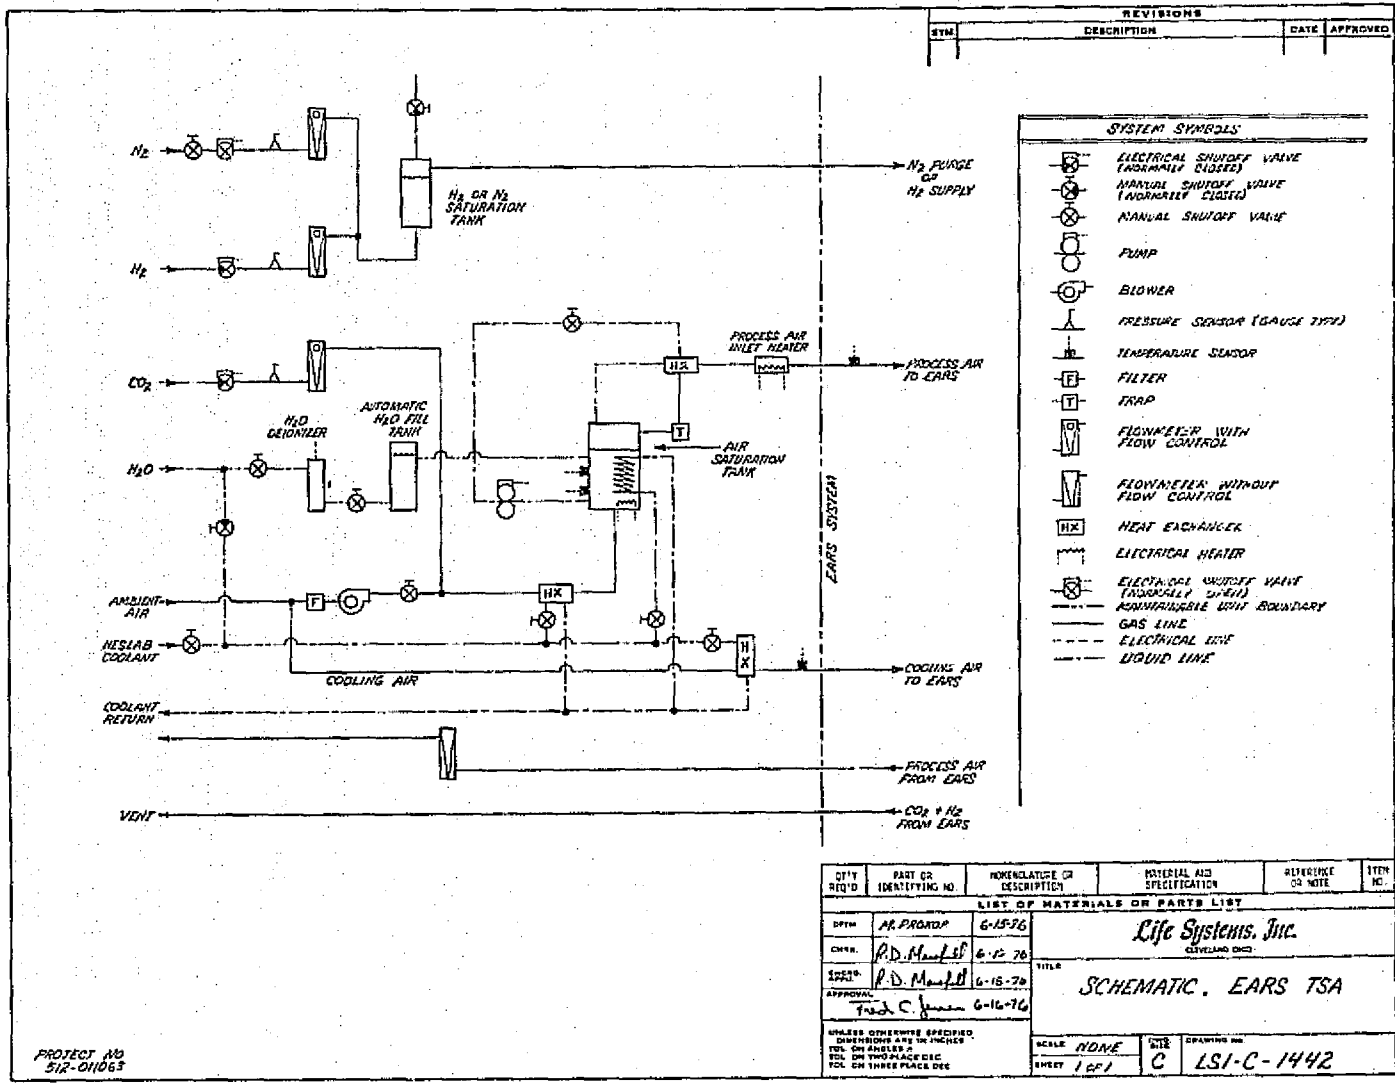 REVISIONS
SYM DESCRIPTION DATE APPROVED
N2
H2 OR N2
SATURATION
TANK
N2 PURGE
OR
H2 SUPPLY
H2
CO2
PROCESS AIR
INLET HEATER
HX
PROCESS AIR
TO EARS
H2O
DEIONIZER
AUTOMATIC
H2O FILL
TANK
T
AIR
SATURATION
TANK
H2O
EARS SYSTEM
AMBIENT
AIR
F
HX
NESLAB
COOLANT
H
X
COOLING AIR
COOLING AIR
TO EARS
COOLANT
RETURN
PROCESS AIR
FROM EARS
VENT
CO2 + H2
FROM EARS
SYSTEM SYMBOLS
ELECTRICAL SHUTOFF VALVE
(NORMALLY CLOSED)
MANUAL SHUTOFF VALVE
(NORMALLY CLOSED)
MANUAL SHUTOFF VALVE
PUMP
BLOWER
PRESSURE SENSOR (GAUGE TYPE)
TEMPERATURE SENSOR
F FILTER
T TRAP
FLOWMETER WITH
FLOW CONTROL
FLOWMETER WITHOUT
FLOW CONTROL
HX HEAT EXCHANGER
ELECTRICAL HEATER
ELECTRICAL SHUTOFF VALVE
(NORMALLY OPEN)
MAINTAINABLE UNIT BOUNDARY
GAS LINE
ELECTRICAL LINE
LIQUID LINE
QT'Y REQ'D PART OR IDENTIFYING NO. NOMENCLATURE OR DESCRIPTION MATERIAL AND SPECIFICATION REFERENCE OR NOTE ITEM NO.
LIST OF MATERIALS OR PARTS LIST
M. PROKOP 6-15-76
CHKR. R.D. 6-15-76
R.D. 6-15-76
APPROVAL Fred C. 6-16-76
Life Systems, Inc.
CLEVELAND OHIO
TITLE
SCHEMATIC, EARS TSA
UNLESS OTHERWISE SPECIFIED
DIMENSIONS ARE IN INCHES
TOL ON ANGLES ±
TOL ON TWO PLACE DEC
TOL ON THREE PLACE DEC
SCALE NONE
SHEET 1 OF 1
SIZE C
DRAWING NO.
LSI-C-1442
PROJECT NO
512-011063